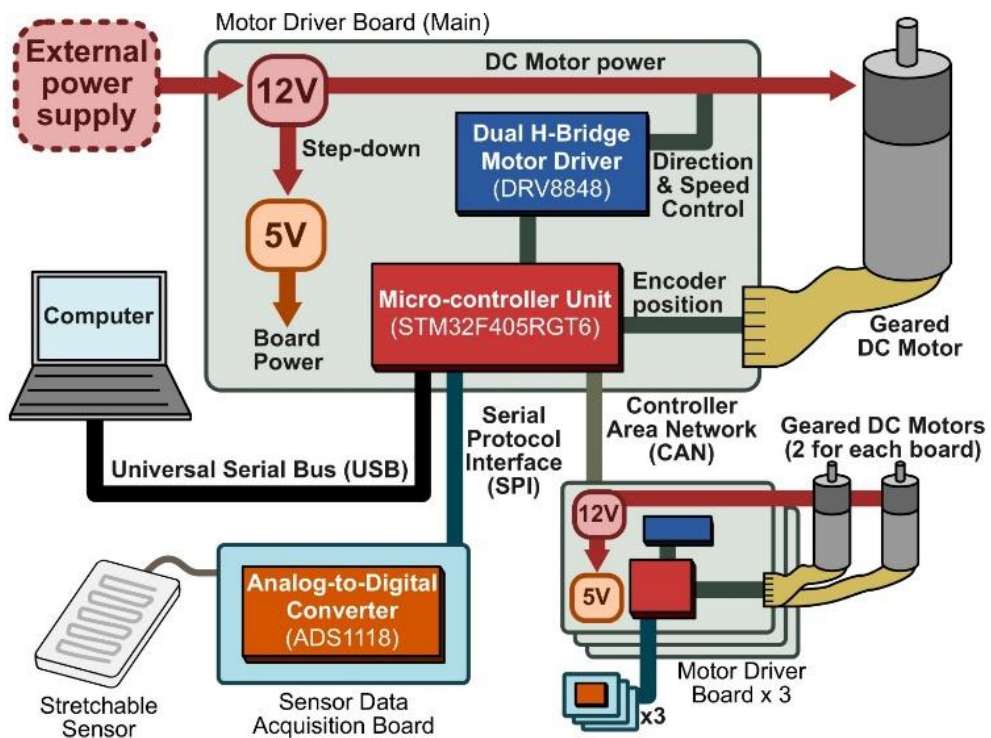 Motor Driver Board (Main)
External
power
supply
12V
DC Motor power
Step-down
Dual H-Bridge
Motor Driver
(DRV8848)
Direction
& Speed
Control
5V
Board
Power
Computer
Micro-controller Unit
(STM32F405RGT6)
Encoder
position
Geared
DC Motor
Universal Serial Bus (USB)
Serial
Protocol
Interface
(SPI)
Controller
Area Network
(CAN)
Geared DC Motors
(2 for each board)
12V
5V
Analog-to-Digital
Converter
(ADS1118)
Stretchable
Sensor
Sensor Data
Acquisition Board
Motor Driver
Board x 3
x3